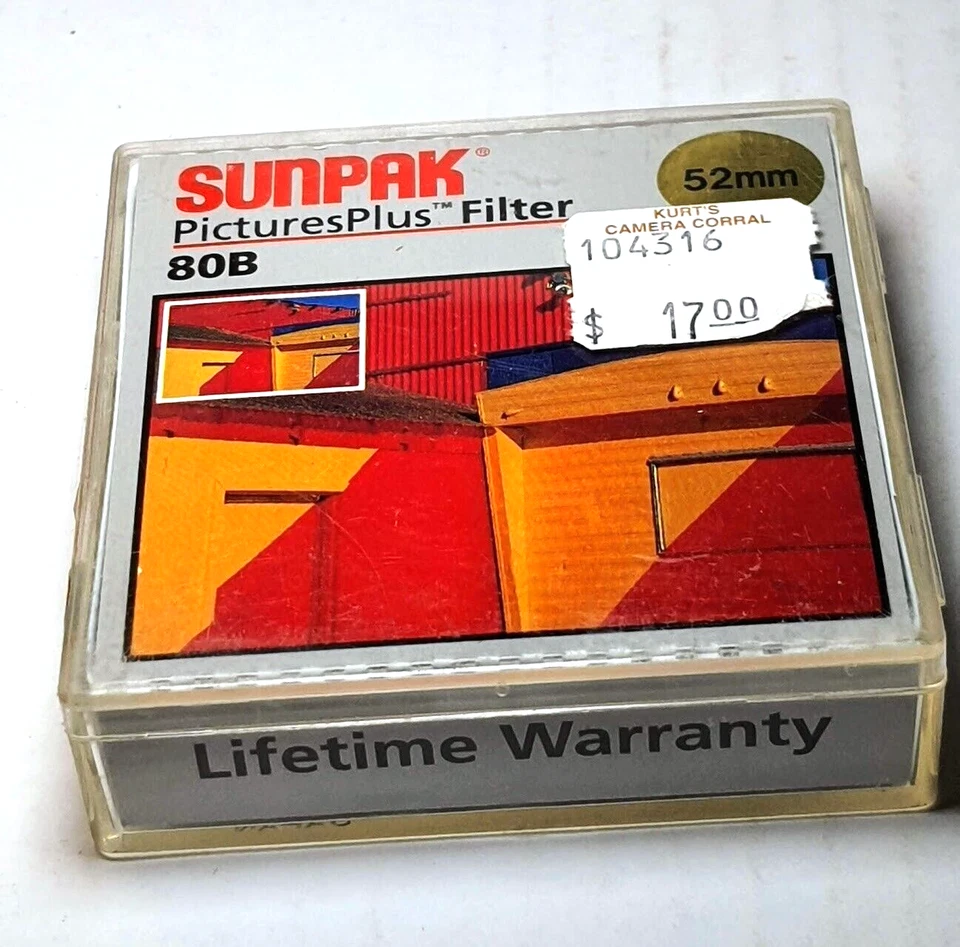 SUNPAK®
PicturesPlus™ Filter
80B
52mm
KURT'S
CAMERA CORRAL
104316
$ 17.00
Lifetime Warranty